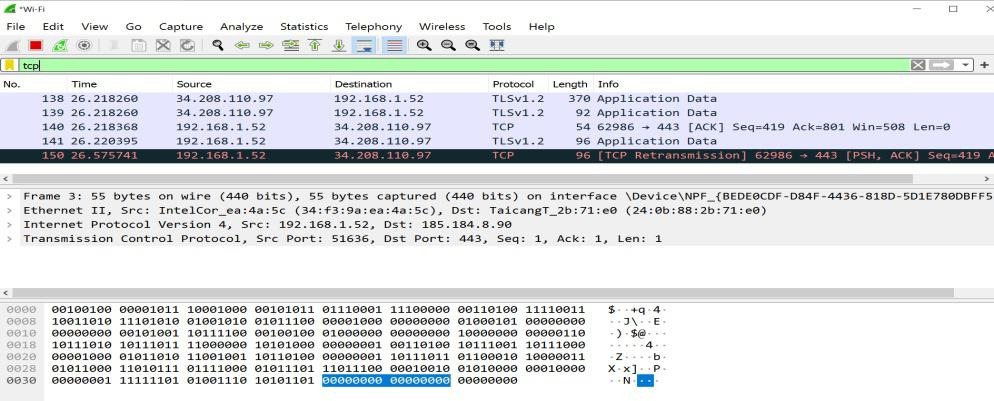 *Wi-Fi
File Edit View Go Capture Analyze Statistics Telephony Wireless Tools Help
tcp
No. Time Source Destination Protocol Length Info
138 26.218260 34.208.110.97 192.168.1.52 TLSv1.2 370 Application Data
139 26.218260 34.208.110.97 192.168.1.52 TLSv1.2 92 Application Data
140 26.218368 192.168.1.52 34.208.110.97 TCP 54 62986 → 443 [ACK] Seq=419 Ack=801 Win=508 Len=0
141 26.220395 192.168.1.52 34.208.110.97 TLSv1.2 96 Application Data
150 26.575741 192.168.1.52 34.208.110.97 TCP 96 [TCP Retransmission] 62986 → 443 [PSH, ACK] Seq=419 A
> Frame 3: 55 bytes on wire (440 bits), 55 bytes captured (440 bits) on interface \Device\NPF_{BEDE0CDF-D84F-4436-818D-5D1E780DBFF5
> Ethernet II, Src: IntelCor_ea:4a:5c (34:f3:9a:ea:4a:5c), Dst: TaicangT_2b:71:e0 (24:0b:88:2b:71:e0)
> Internet Protocol Version 4, Src: 192.168.1.52, Dst: 185.184.8.90
> Transmission Control Protocol, Src Port: 51636, Dst Port: 443, Seq: 1, Ack: 1, Len: 1
0000 00100100 00001011 10001000 00101011 01110001 11100000 00110100 11110011 $··+q·4·
0008 10011010 11101010 01001010 01011100 00001000 00000000 01000101 00000000 ··J\··E·
0010 00000000 00101001 10111100 00100100 01000000 00000000 10000000 00000110 ·)·$@···
0018 10111010 10111011 11000000 10101000 00000001 00110100 10111001 10111000 ·····4··
0020 00001000 01011010 11001001 10110100 00000001 10111011 01100010 10000011 ·Z····b·
0028 01011000 11010111 01111000 01011101 11011100 00010010 01010000 00010000 X·x]··P·
0030 00000001 11111101 01001110 10101101 00000000 00000000 00000000 ··N····